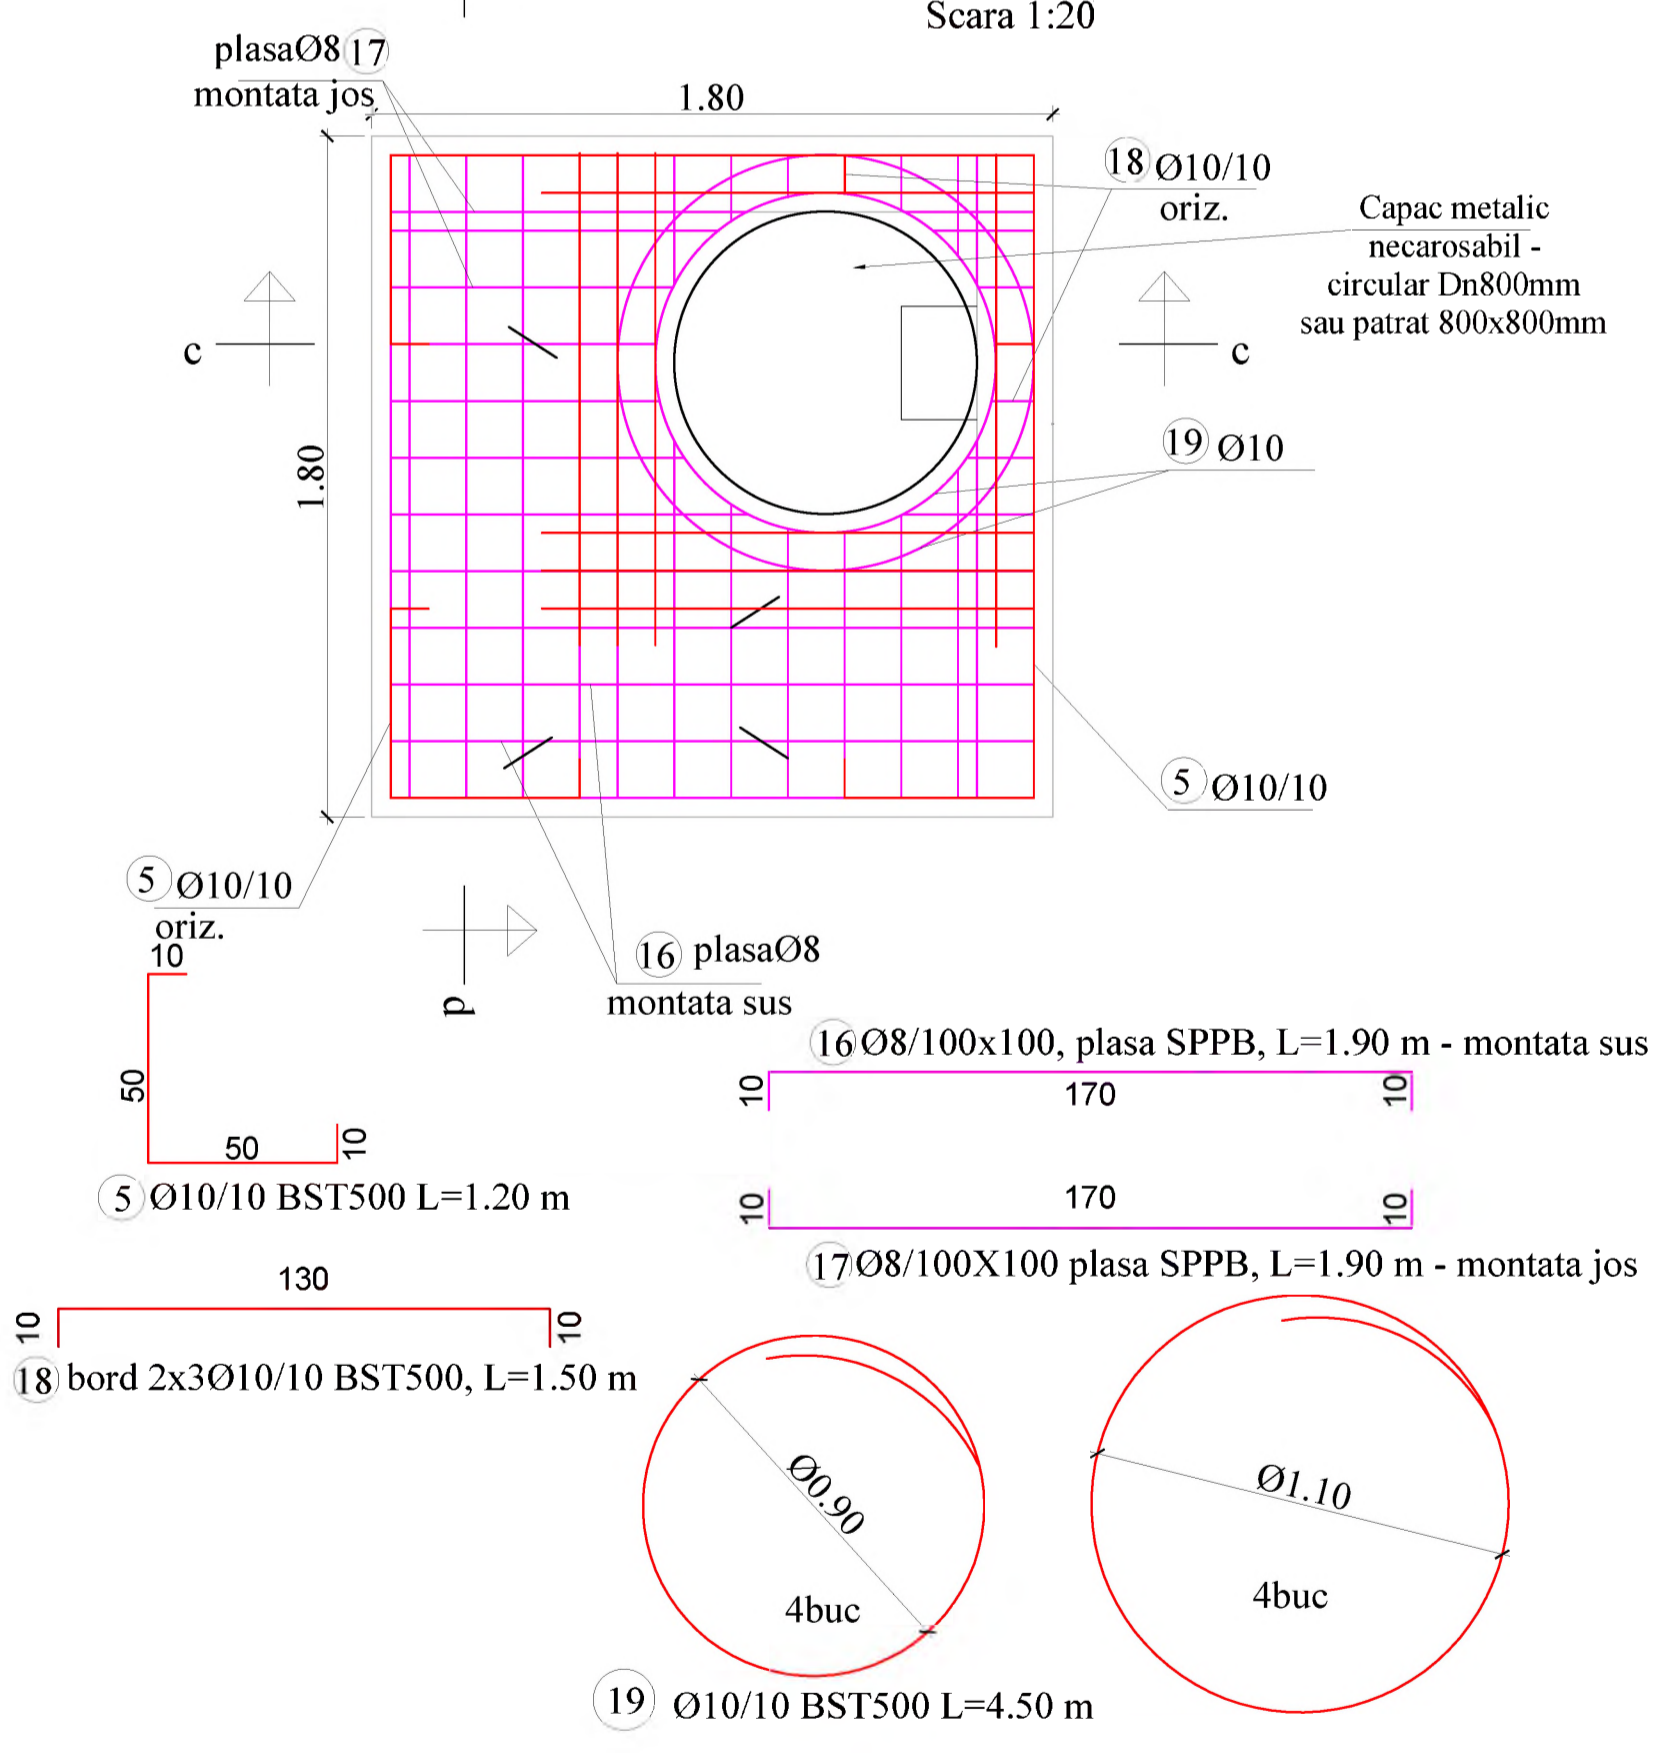 Scara 1:20
plasaØ8 17
montata jos
1.80
18 Ø10/10
oriz.
Capac metalic
necarosabil -
circular Dn800mm
sau patrat 800x800mm
c
c
19 Ø10
1.80
5 Ø10/10
5 Ø10/10
oriz.
16 plasaØ8
montata sus
d
10
50
50
10
5 Ø10/10 BST500 L=1.20 m
16 Ø8/100x100, plasa SPPB, L=1.90 m - montata sus
10
170
10
10
170
10
17 Ø8/100X100 plasa SPPB, L=1.90 m - montata jos
130
10
10
18 bord 2x3Ø10/10 BST500, L=1.50 m
Ø0.90
4buc
Ø1.10
4buc
19 Ø10/10 BST500 L=4.50 m